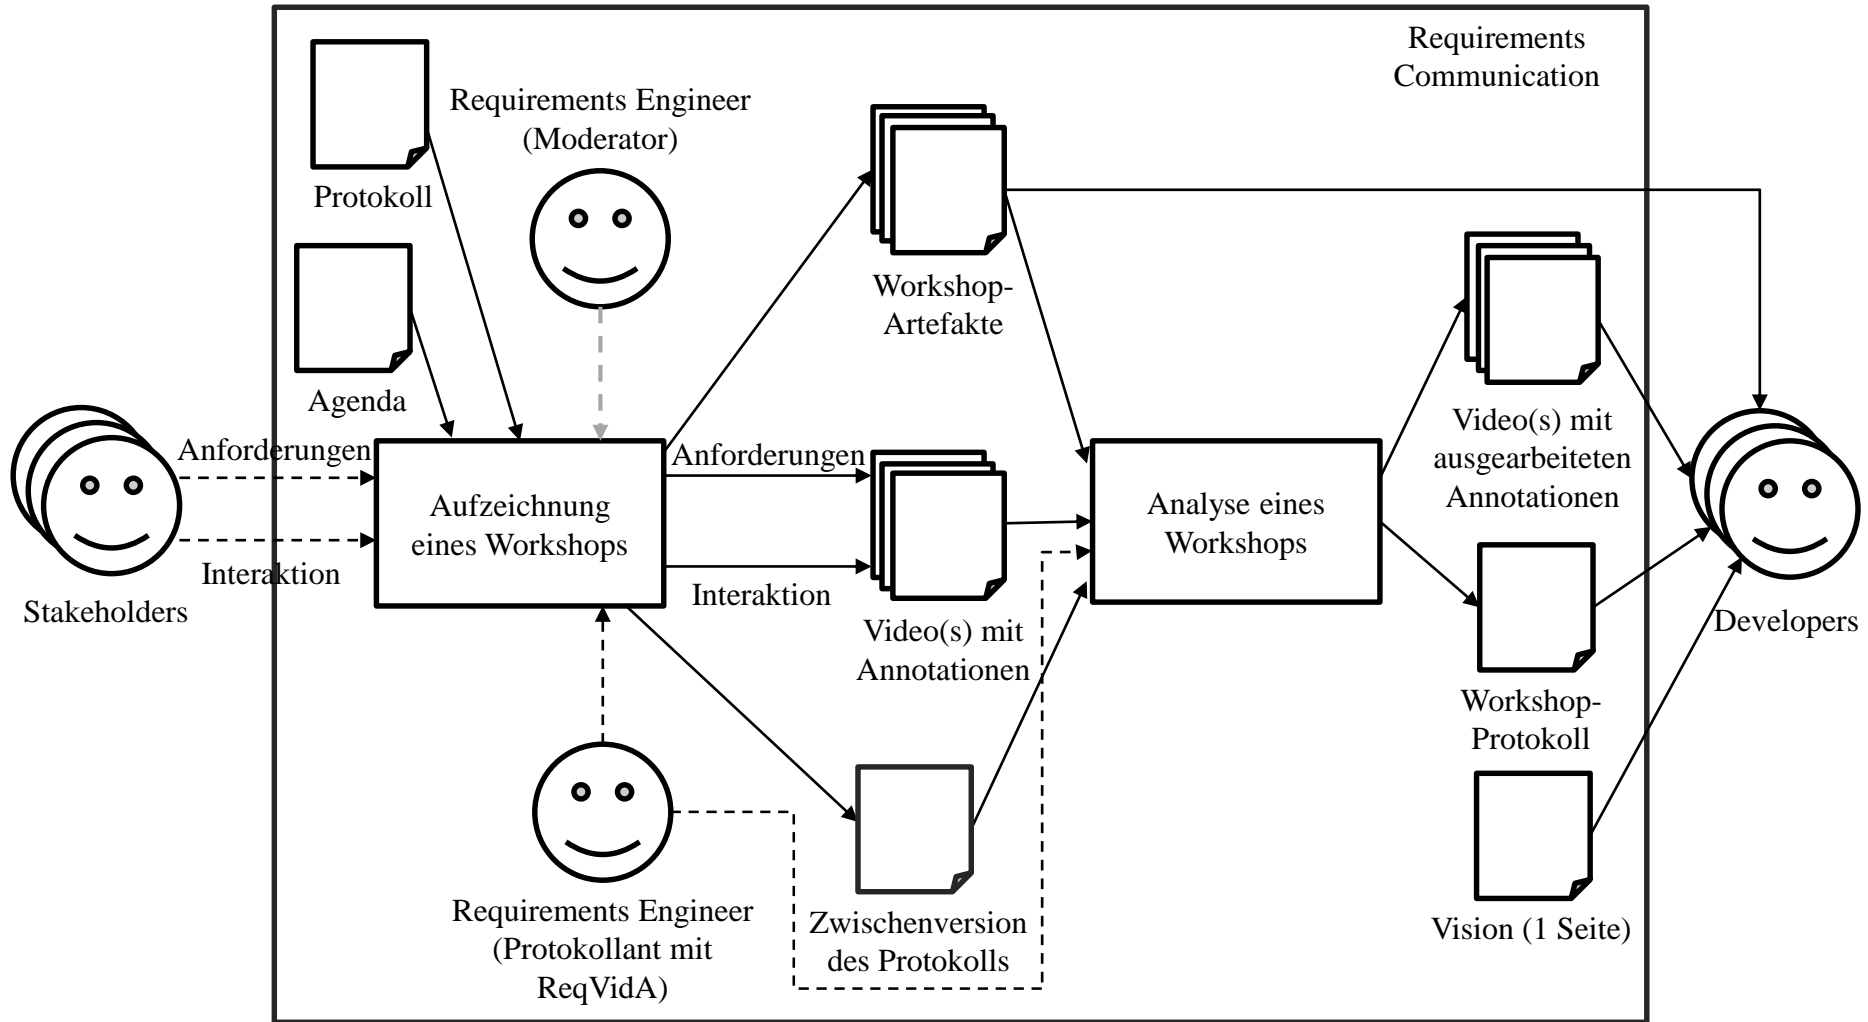 Requirements
Communication
Requirements Engineer
(Moderator)
Protokoll
Agenda
Workshop-
Artefakte
Anforderungen
Interaktion
Stakeholders
Aufzeichnung
eines Workshops
Anforderungen
Interaktion
Video(s) mit
Annotationen
Analyse eines
Workshops
Video(s) mit
ausgearbeiteten
Annotationen
Developers
Workshop-
Protokoll
Requirements Engineer
(Protokollant mit
ReqVidA)
Zwischenversion
des Protokolls
Vision (1 Seite)